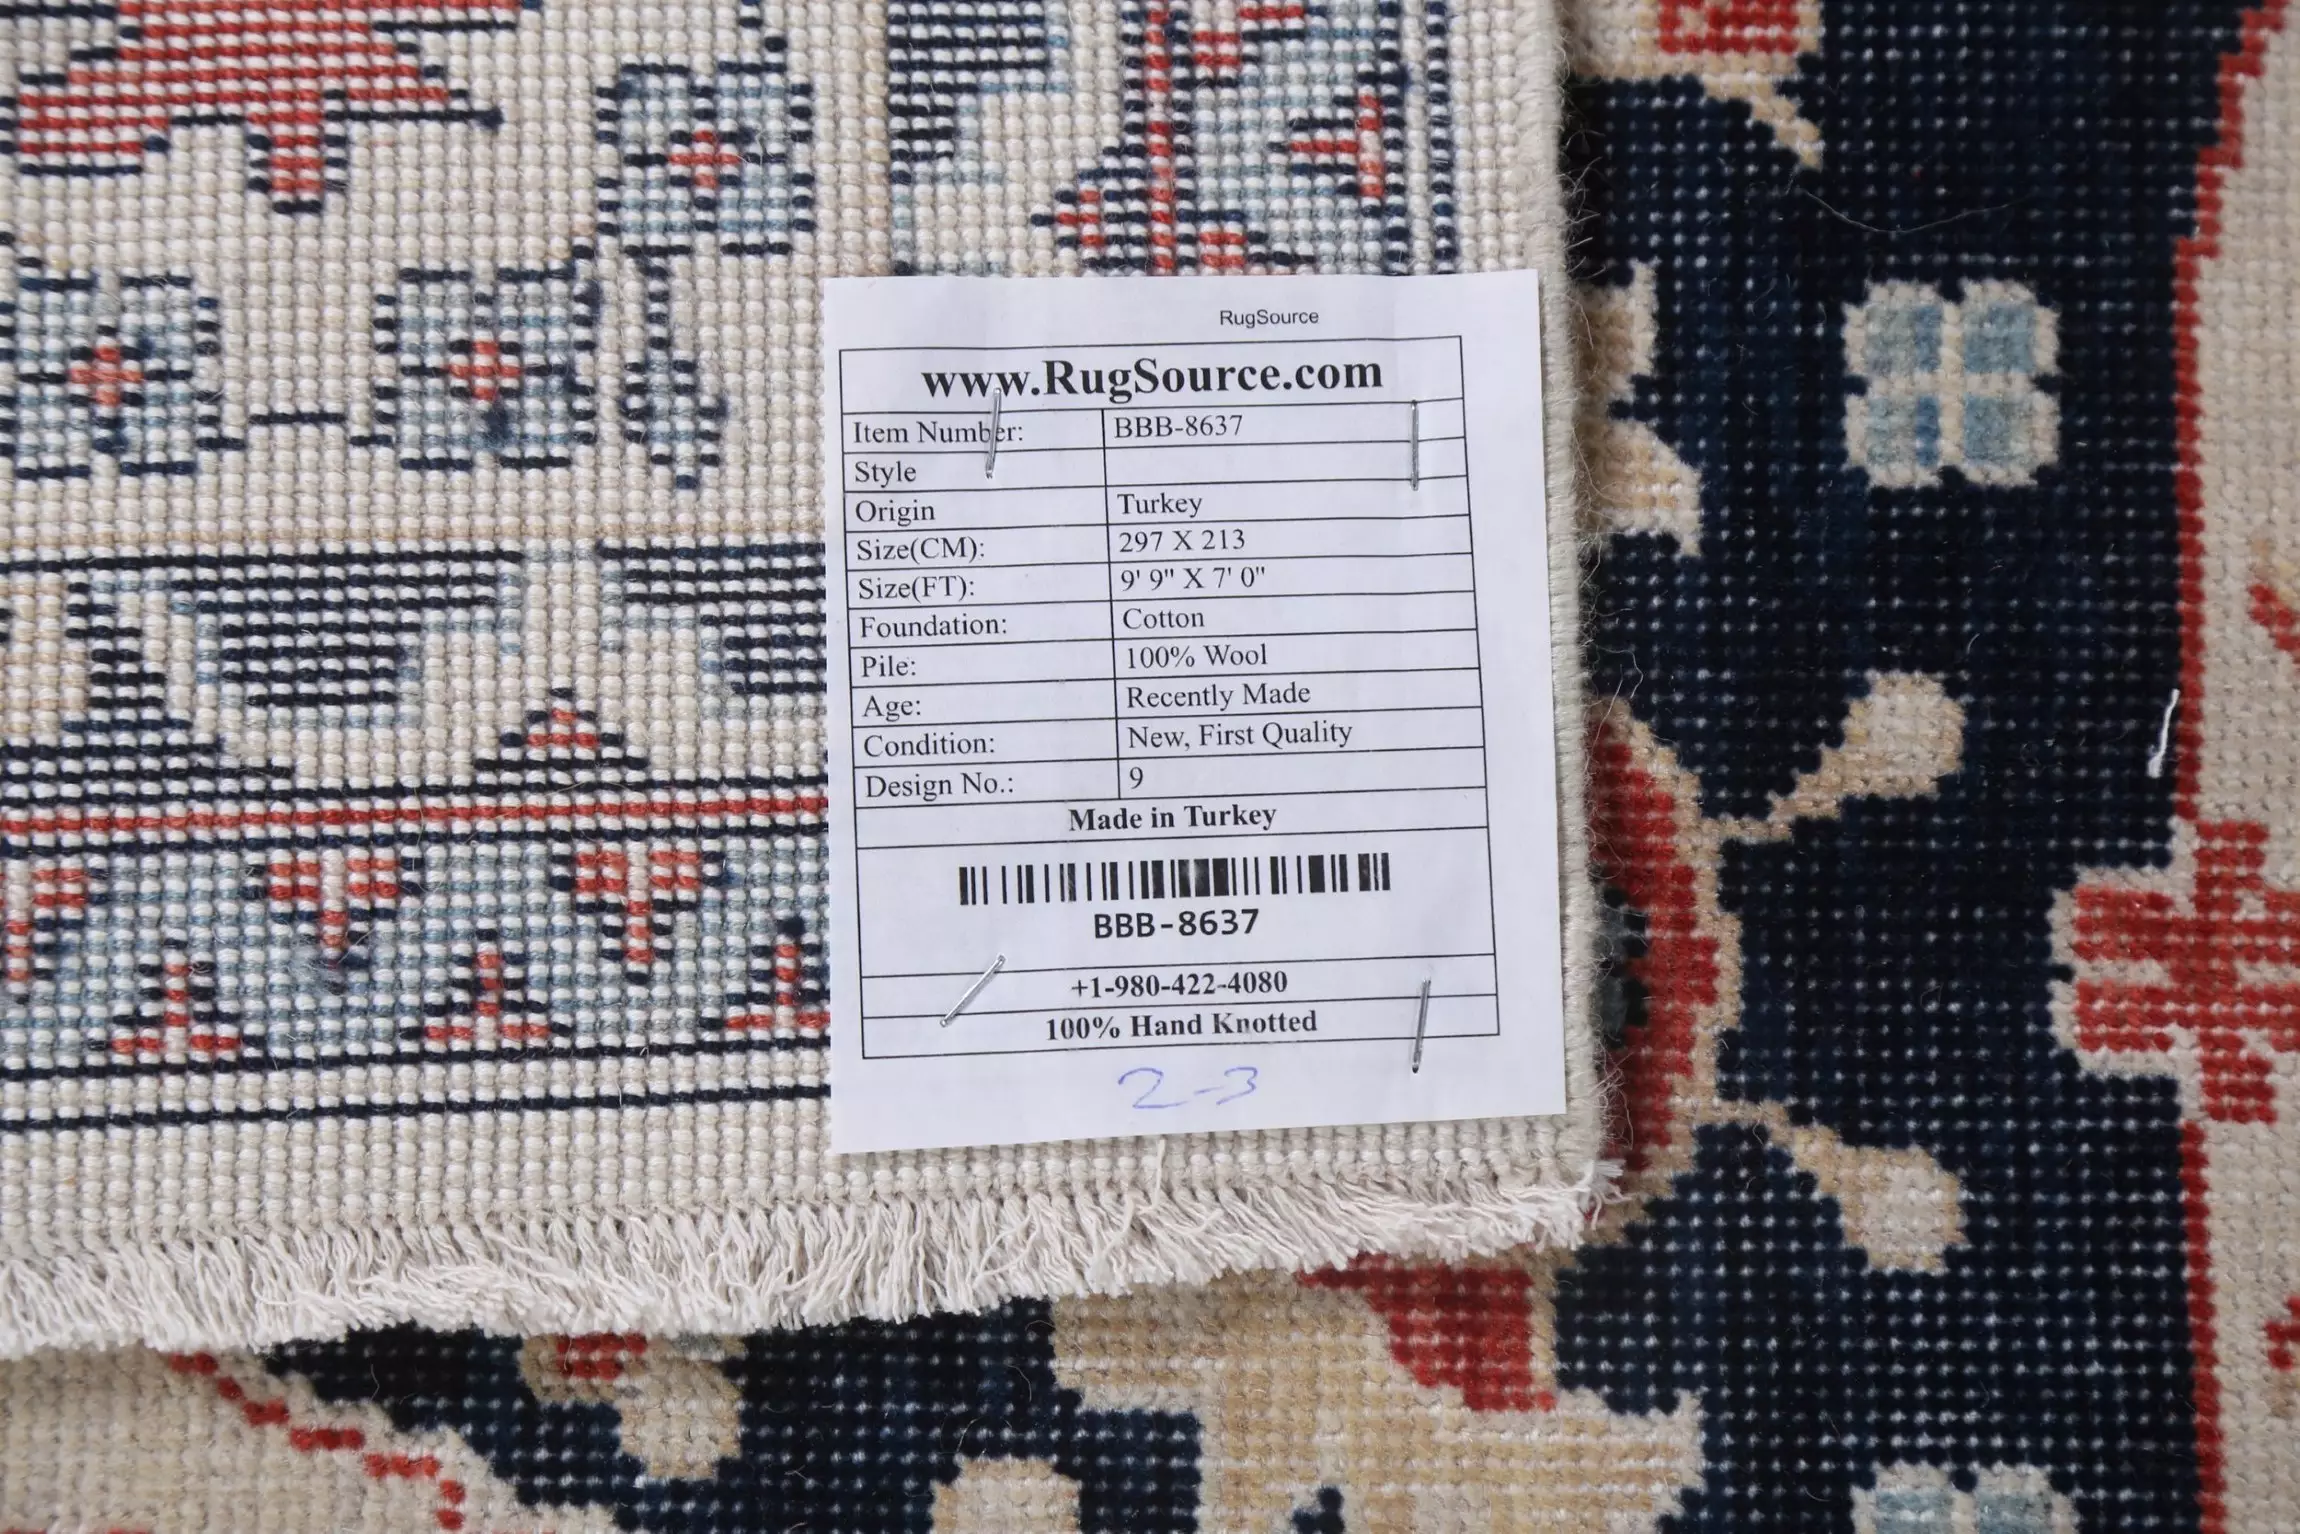 RugSource
www.RugSource.com
Item Number: BBB-8637
Style
Origin Turkey
Size(CM): 297 X 213
Size(FT): 9' 9" X 7' 0"
Foundation: Cotton
Pile: 100% Wool
Age: Recently Made
Condition: New, First Quality
Design No.: 9
Made in Turkey
BBB-8637
+1-980-422-4080
100% Hand Knotted
2-3